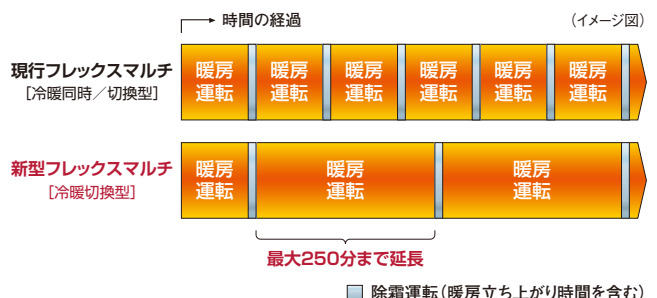 時間の経過
(イメージ図)
現行フレックスマルチ
[冷暖同時／切換型]
暖房
運転
暖房
運転
暖房
運転
暖房
運転
暖房
運転
暖房
運転
新型フレックスマルチ
[冷暖切換型]
暖房
運転
暖房
運転
暖房
運転
最大250分まで延長
除霜運転(暖房立ち上がり時間を含む)